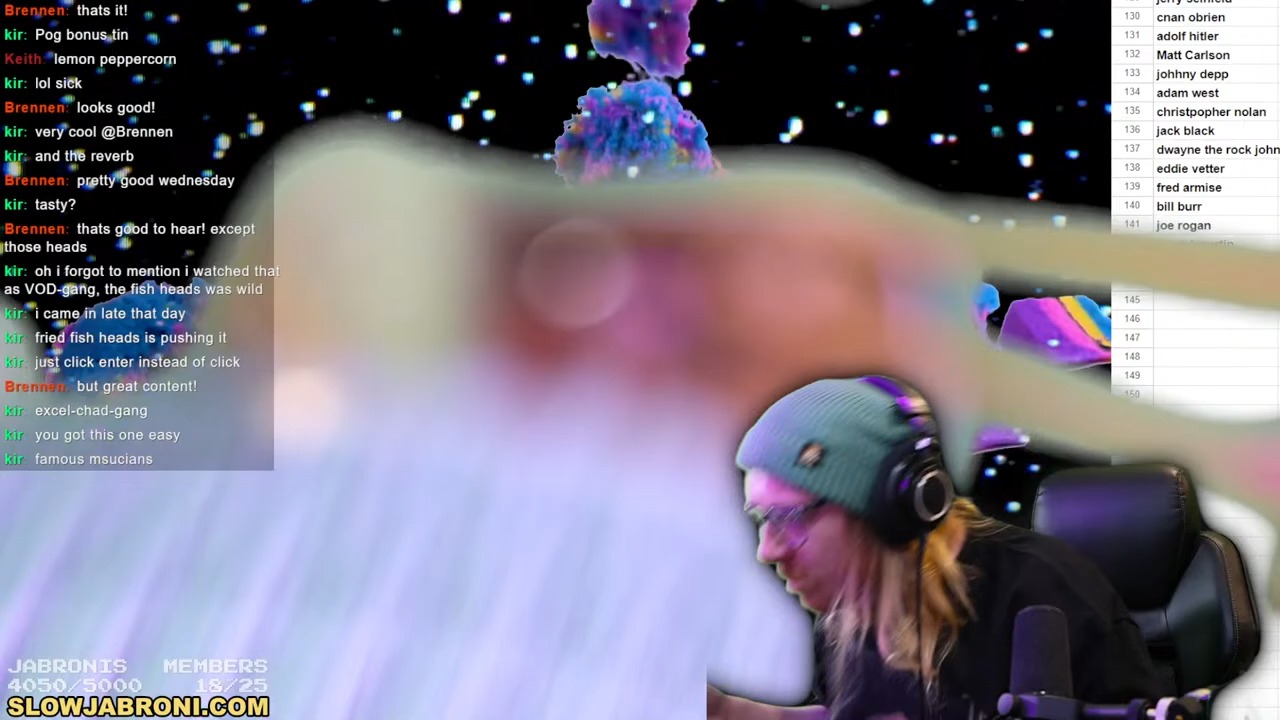 Brennen: thats it!
kir: Pog bonus tin
Keith: lemon peppercorn
kir: lol sick
Brennen: looks good!
kir: very cool @Brennen
kir: and the reverb
Brennen: pretty good wednesday
kir: tasty?
Brennen: thats good to hear! except
those heads
kir: oh i forgot to mention i watched that
as VOD-gang, the fish heads was wild
kir: i came in late that day
kir: fried fish heads is pushing it
kir: just click enter instead of click
Brennen: but great content!
kir: excel-chad-gang
kir: you got this one easy
kir: famous msucians
JABRONIS MEMBERS
4050/5000 18/25
SLOWJABRONI.COM
130 cnan obrien
131 adolf hitler
132 Matt Carlson
133 johhny depp
134 adam west
135 christpopher nolan
136 jack black
137 dwayne the rock john
138 eddie vetter
139 fred armise
140 bill burr
141 joe rogan
145
146
147
148
149
150